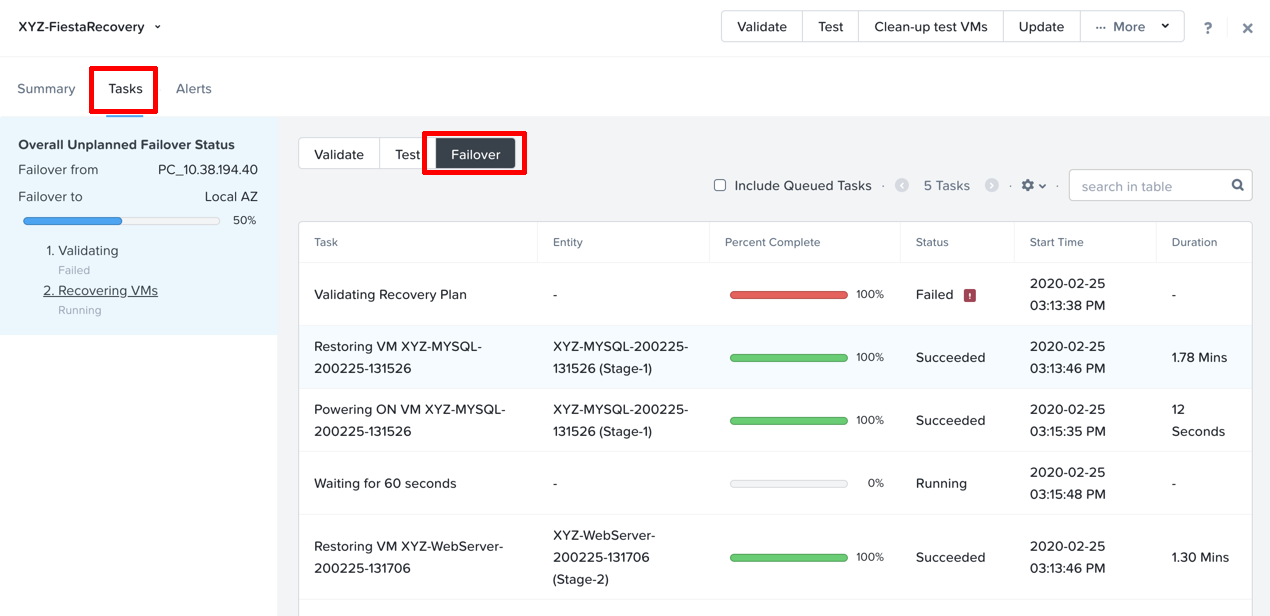 XYZ-FiestaRecovery
Validate Test Clean-up test VMs Update ··· More ? ×
Summary Tasks Alerts
Overall Unplanned Failover Status
Failover from PC_10.38.194.40
Failover to Local AZ
50%
1. Validating
Failed
2. Recovering VMs
Running
Validate Test Failover
Include Queued Tasks · 5 Tasks · · search in table
Task Entity Percent Complete Status Start Time Duration
Validating Recovery Plan - 100% Failed ! 2020-02-25
03:13:38 PM -
Restoring VM XYZ-MYSQL-
200225-131526
XYZ-MYSQL-200225-
131526 (Stage-1)
100% Succeeded
2020-02-25
03:13:46 PM
1.78 Mins
Powering ON VM XYZ-MYSQL-
200225-131526
XYZ-MYSQL-200225-
131526 (Stage-1)
100% Succeeded
2020-02-25
03:15:35 PM
12
Seconds
Waiting for 60 seconds - 0% Running
2020-02-25
03:15:48 PM
-
Restoring VM XYZ-WebServer-
200225-131706
XYZ-WebServer-
200225-131706
(Stage-2)
100% Succeeded
2020-02-25
03:13:46 PM
1.30 Mins